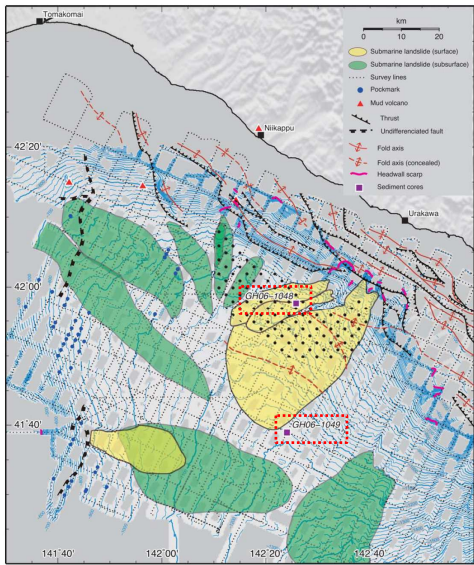 Tomakomai
km
0 10 20
Submarine landslide (surface)
Submarine landslide (subsurface)
Survey lines
Pockmark
Mud volcano
Thrust
Undifferenciated fault
Fold axis
Fold axis (concealed)
Headwall scarp
Sediment cores
Niikappu
42˚20'
Urakawa
42˚00'
GH06-1048
GH06-1049
41˚40'
141˚40'
142˚00'
142˚20'
142˚40'